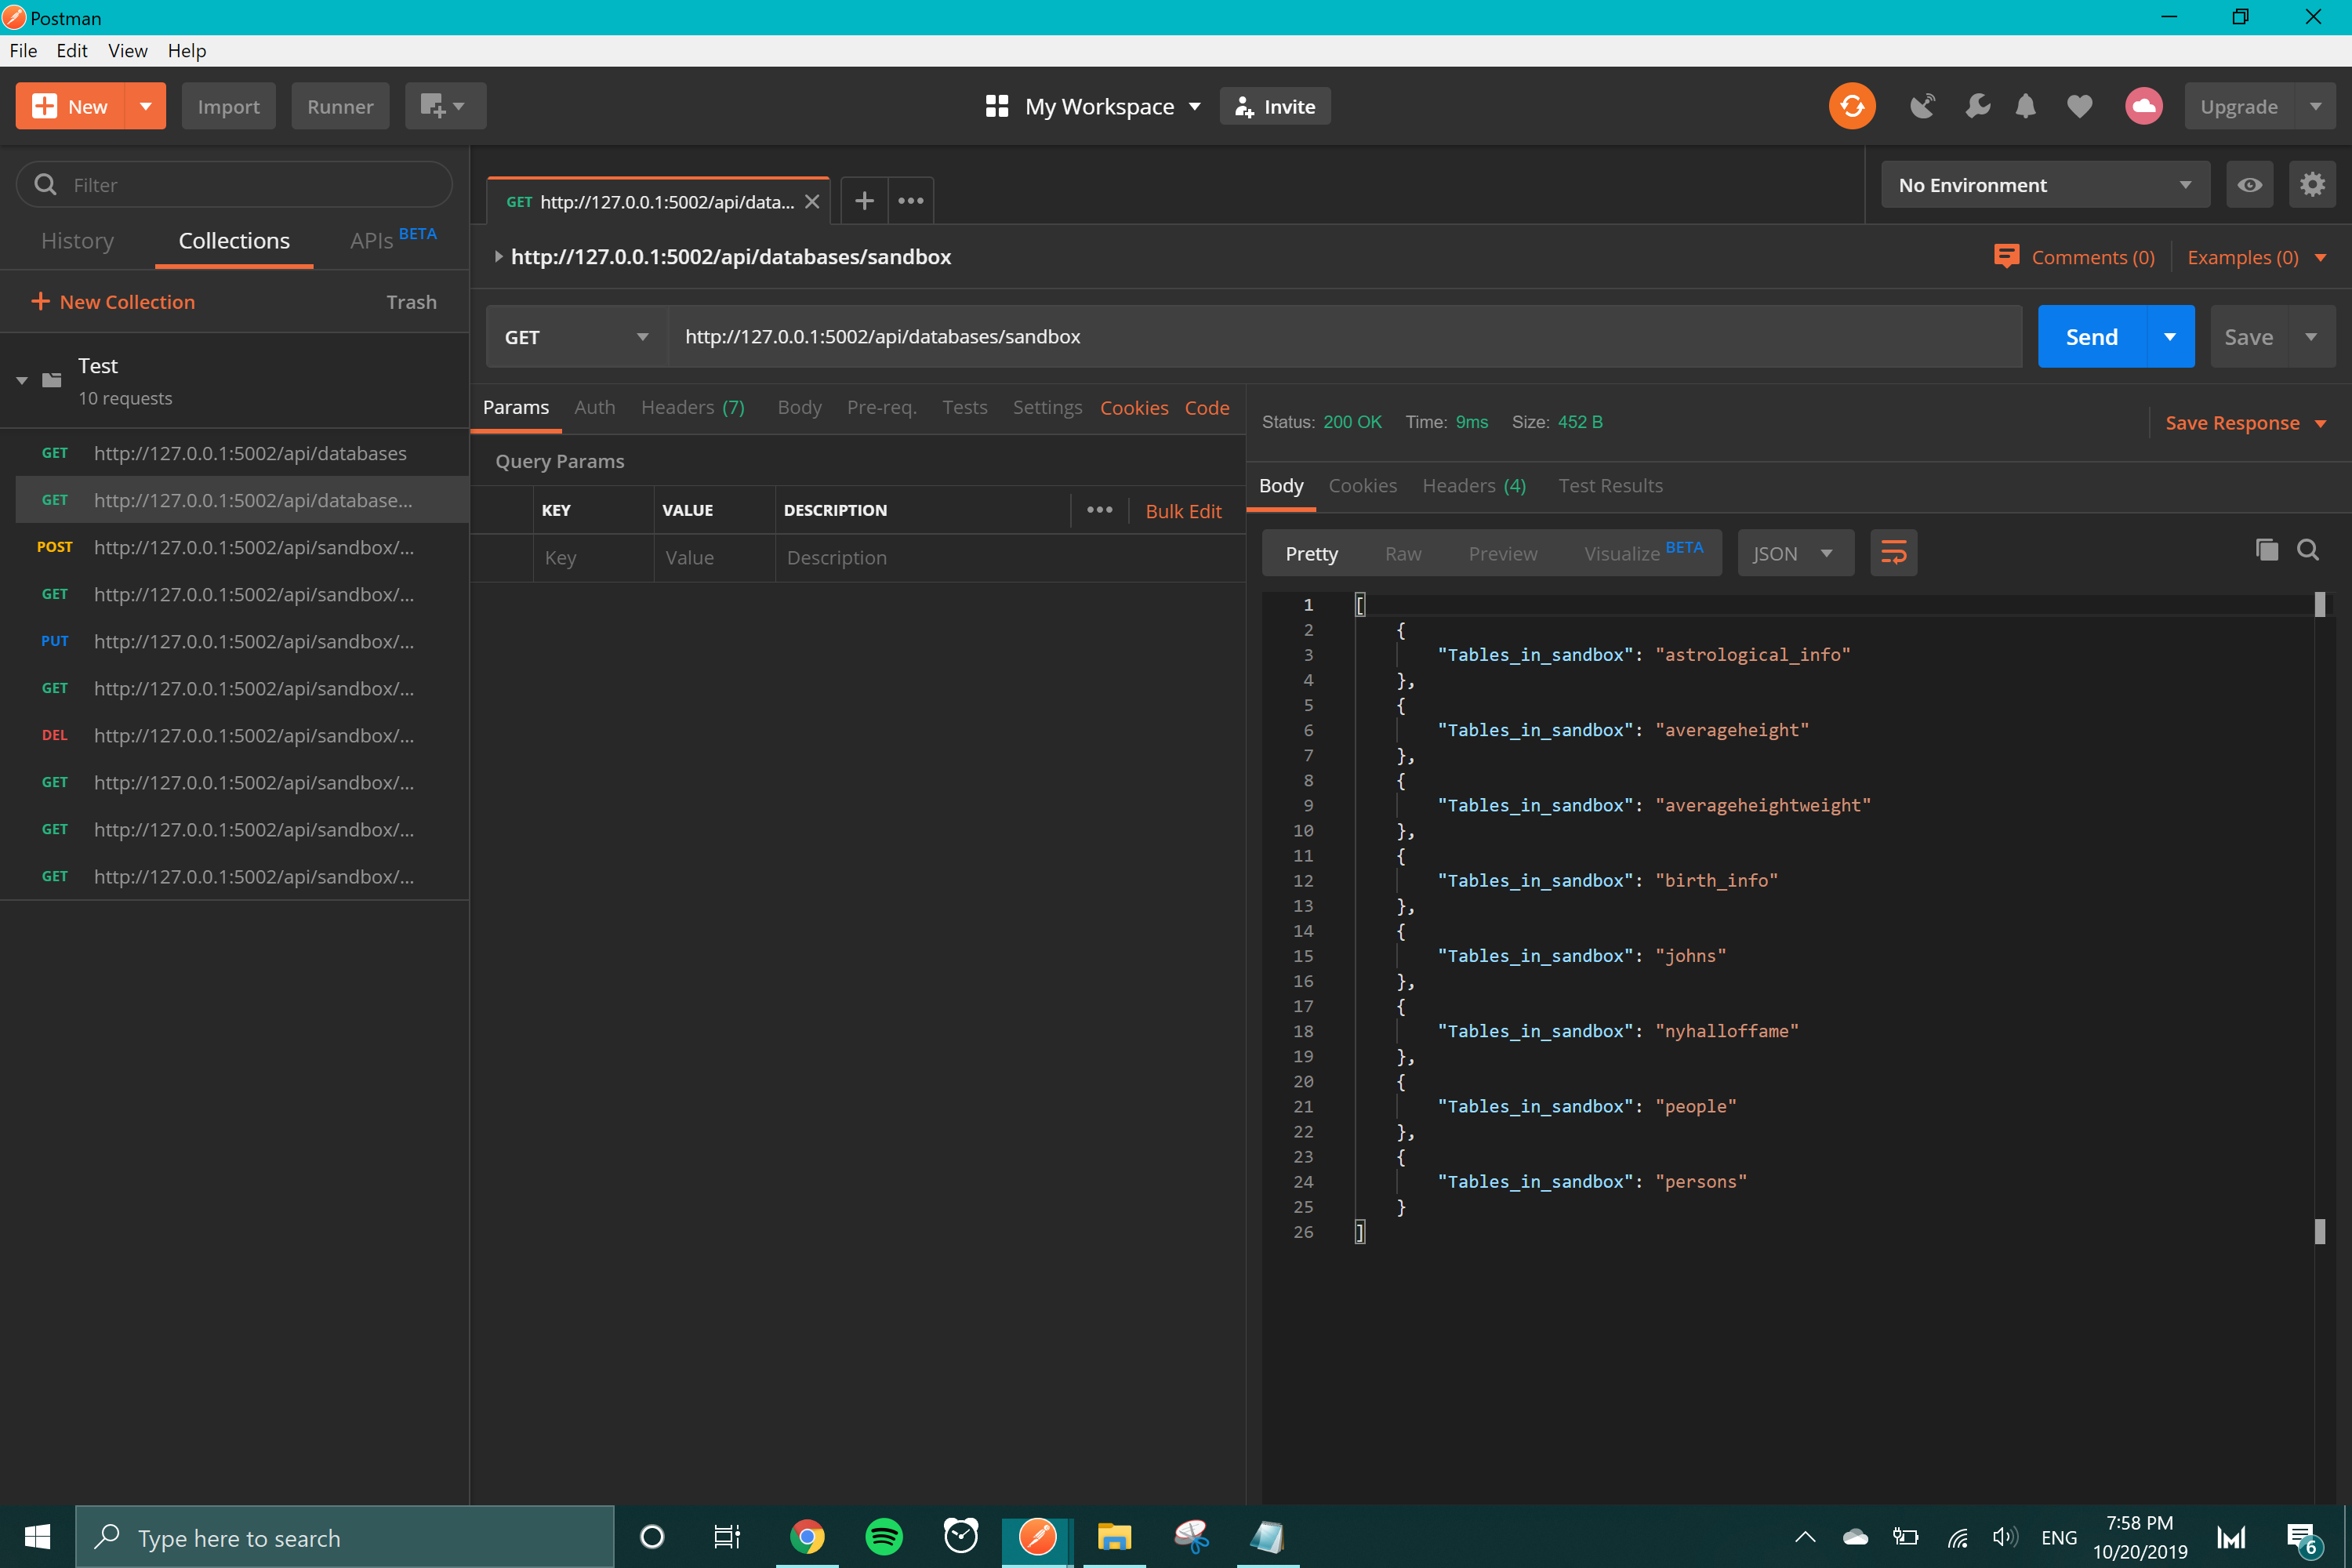 Postman
File Edit View Help
New Import Runner My Workspace Invite Upgrade
Filter
History Collections APIs BETA
New Collection Trash
Test
10 requests
GET http://127.0.0.1:5002/api/databases
GET http://127.0.0.1:5002/api/database...
POST http://127.0.0.1:5002/api/sandbox/...
GET http://127.0.0.1:5002/api/sandbox/...
PUT http://127.0.0.1:5002/api/sandbox/...
GET http://127.0.0.1:5002/api/sandbox/...
DEL http://127.0.0.1:5002/api/sandbox/...
GET http://127.0.0.1:5002/api/sandbox/...
GET http://127.0.0.1:5002/api/sandbox/...
GET http://127.0.0.1:5002/api/sandbox/...
GET http://127.0.0.1:5002/api/data...
No Environment
http://127.0.0.1:5002/api/databases/sandbox
Comments (0) Examples (0)
GET http://127.0.0.1:5002/api/databases/sandbox Send Save
Params Auth Headers (7) Body Pre-req. Tests Settings Cookies Code
Query Params
KEY VALUE DESCRIPTION Bulk Edit
Key Value Description
Status: 200 OK Time: 9ms Size: 452 B Save Response
Body Cookies Headers (4) Test Results
Pretty Raw Preview Visualize BETA JSON
1 [
2 {
3 "Tables_in_sandbox": "astrological_info"
4 },
5 {
6 "Tables_in_sandbox": "averageheight"
7 },
8 {
9 "Tables_in_sandbox": "averageheightweight"
10 },
11 {
12 "Tables_in_sandbox": "birth_info"
13 },
14 {
15 "Tables_in_sandbox": "johns"
16 },
17 {
18 "Tables_in_sandbox": "nyhalloffame"
19 },
20 {
21 "Tables_in_sandbox": "people"
22 },
23 {
24 "Tables_in_sandbox": "persons"
25 }
26 ]
Type here to search
ENG
7:58 PM
10/20/2019
6